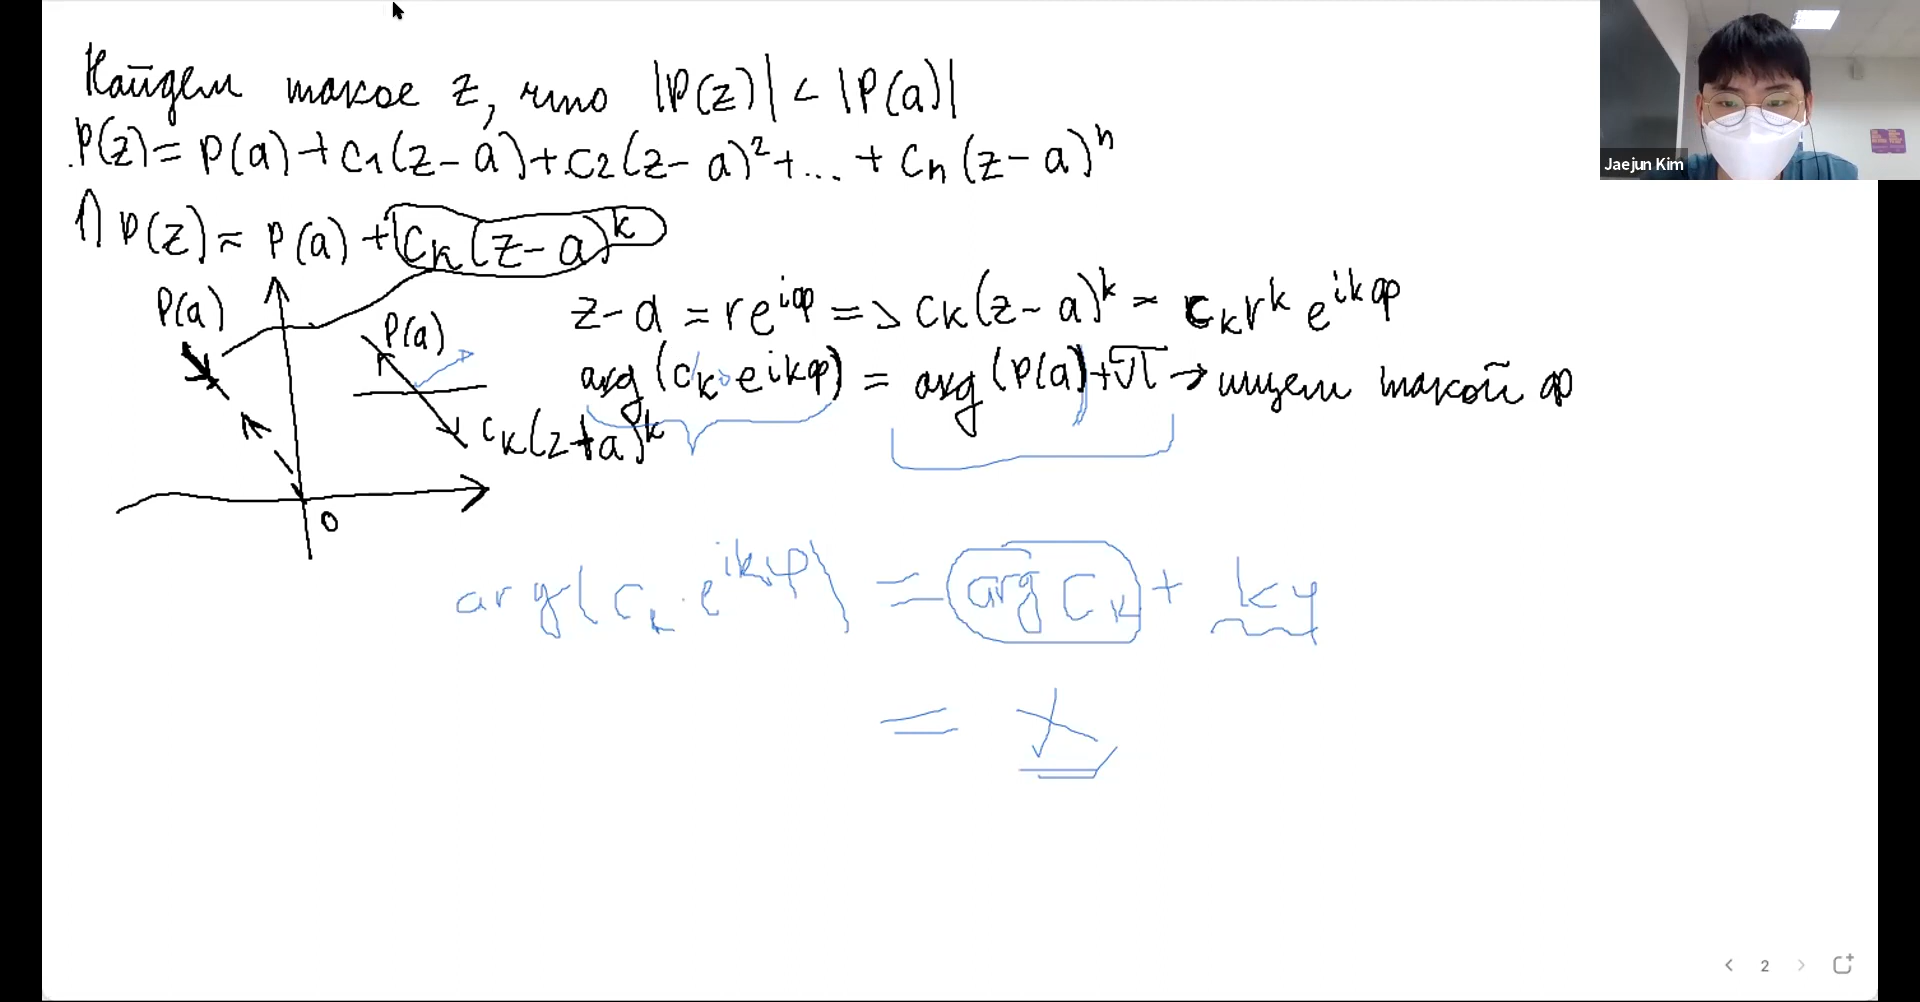 Найдем такое z, что |P(z)| < |P(a)|
P(z) = P(a) + c₁(z-a) + c₂(z-a)² + ... + cₙ(z-a)ⁿ
1) P(z) ≈ P(a) + cₖ(z-a)ᵏ
P(a)
P(a)
cₖ(z+a)ᵏ
0
z-a = re^{iφ} => cₖ(z-a)ᵏ = cₖrᵏ e^{ikφ}
arg(cₖ·e^{ikφ}) = arg(P(a)) + π → ищем такой φ
arg(cₖ·e^{ikφ}) = arg cₖ + kφ
=
Jaejun Kim
2